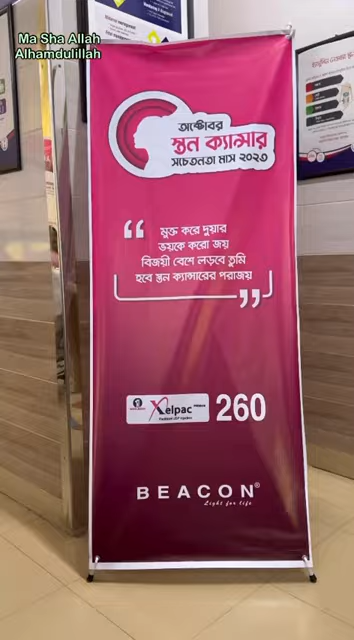 Ma Sha Allah
Alhamdulillah
অক্টোবর
স্তন ক্যান্সার
সচেতনতা মাস ২০২৩
“
মুক্ত করে দুয়ার
ভয়কে করো জয়
বিজয়ী বেশে লড়বে তুমি
হবে স্তন ক্যান্সারের পরাজয়
”
Xelpac
260
BEACON®
Light for life